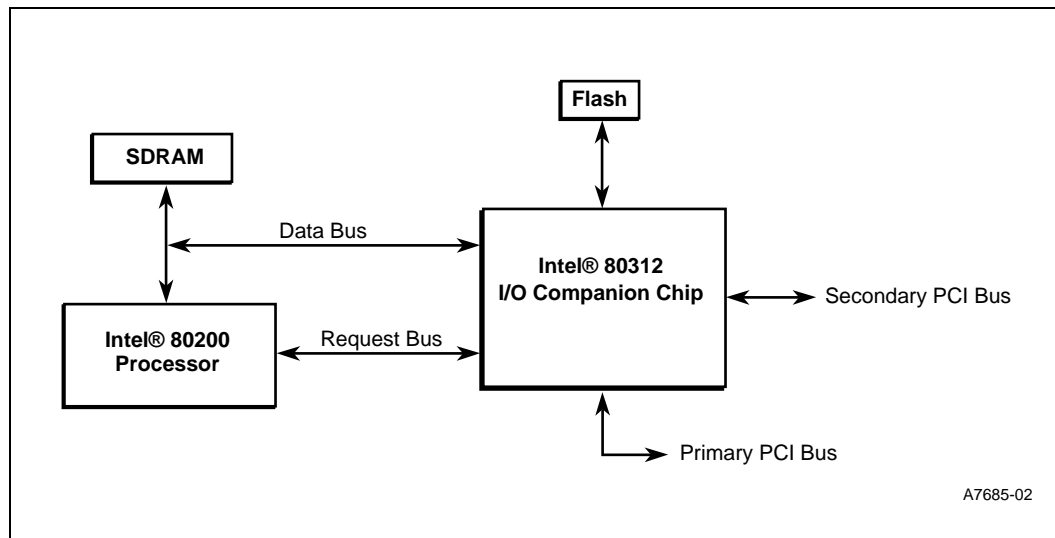 Flash
SDRAM
Data Bus
Intel® 80312
I/O Companion Chip
Secondary PCI Bus
Intel® 80200
Processor
Request Bus
Primary PCI Bus
A7685-02